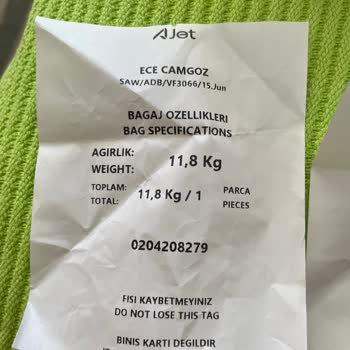 AJet
ECE CAMGOZ
SAW/ADB/VF3066/15.Jun
BAGAJ OZELLIKLERI
BAG SPECIFICATIONS
AGIRLIK:
WEIGHT: 11,8 Kg
TOPLAM: PARCA
TOTAL: 11,8 Kg / 1 PIECES
0204208279
FISI KAYBETMEYINIZ
DO NOT LOSE THIS TAG
BINIS KARTI DEGILDIR